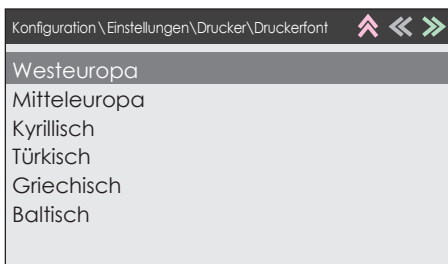 Konfiguration\Einstellungen\Drucker\Druckerfont
Westeuropa
Mitteleuropa
Kyrillisch
Türkisch
Griechisch
Baltisch